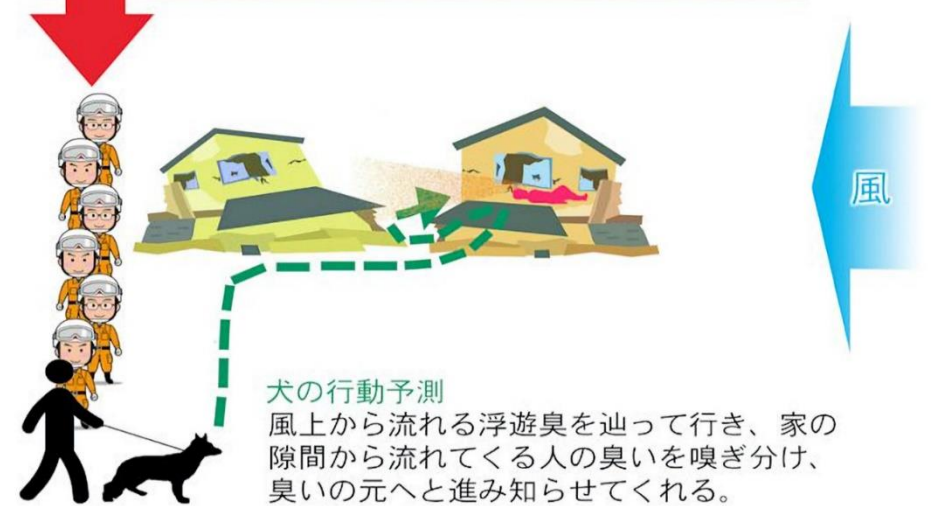 風
犬の行動予測
風上から流れる浮遊臭を辿って行き、家の
隙間から流れてくる人の臭いを嗅ぎ分け、
臭いの元へと進み知らせてくれる。